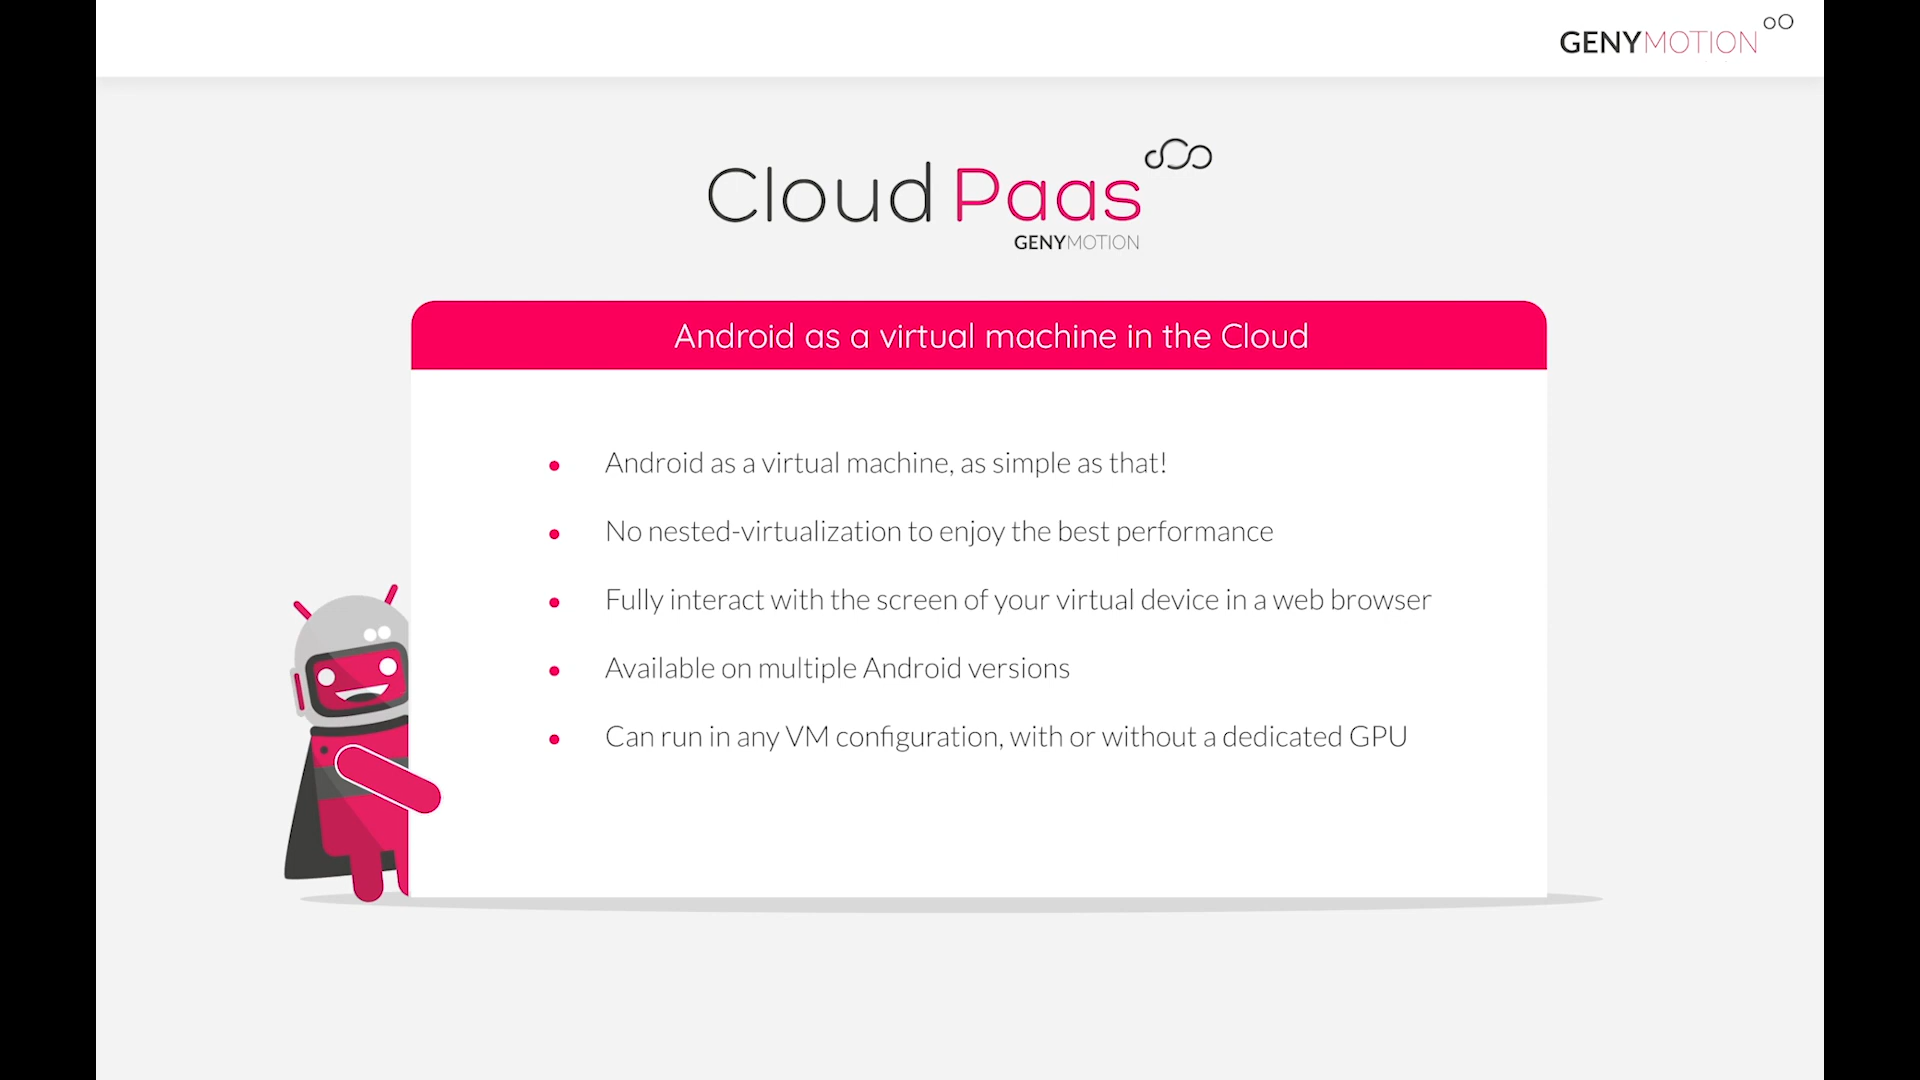 GENYMOTION
Cloud Paas
GENYMOTION
Android as a virtual machine in the Cloud
• Android as a virtual machine, as simple as that!
• No nested-virtualization to enjoy the best performance
• Fully interact with the screen of your virtual device in a web browser
• Available on multiple Android versions
• Can run in any VM configuration, with or without a dedicated GPU